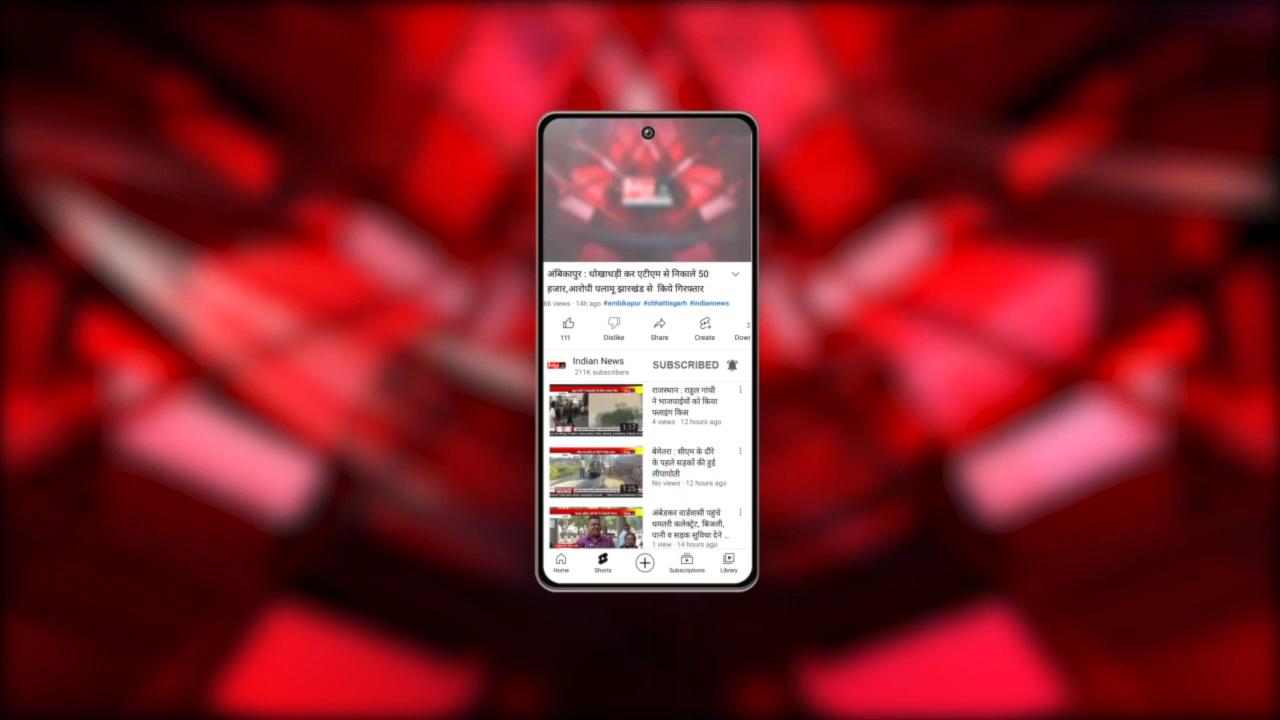 अंबिकापुर : धोखाधड़ी कर एटीएम से निकाले 50
हजार,आरोपी पलामू झारखंड से किये गिरफ्तार
66 views · 14h ago #ambikapur #chhattisgarh #indiannews
111
Dislike
Share
Create
Indian News
211K subscribers
SUBSCRIBED
राजस्थान : राहुल गांधी
ने भाजपाईयों को किया
फ्लाइंग किस
4 views · 12 hours ago
1:17
बेमेतरा : सीएम के दौरे
के पहले सड़कों की हुई
लीपापोती
No views · 12 hours ago
1:25
अंबेडकर वार्डवासी पहुंचे
धमतरी कलेक्ट्रेट, बिजली,
पानी व सड़क सुविधा देने ...
1 view · 14 hours ago
Home
Shorts
Subscriptions
Library